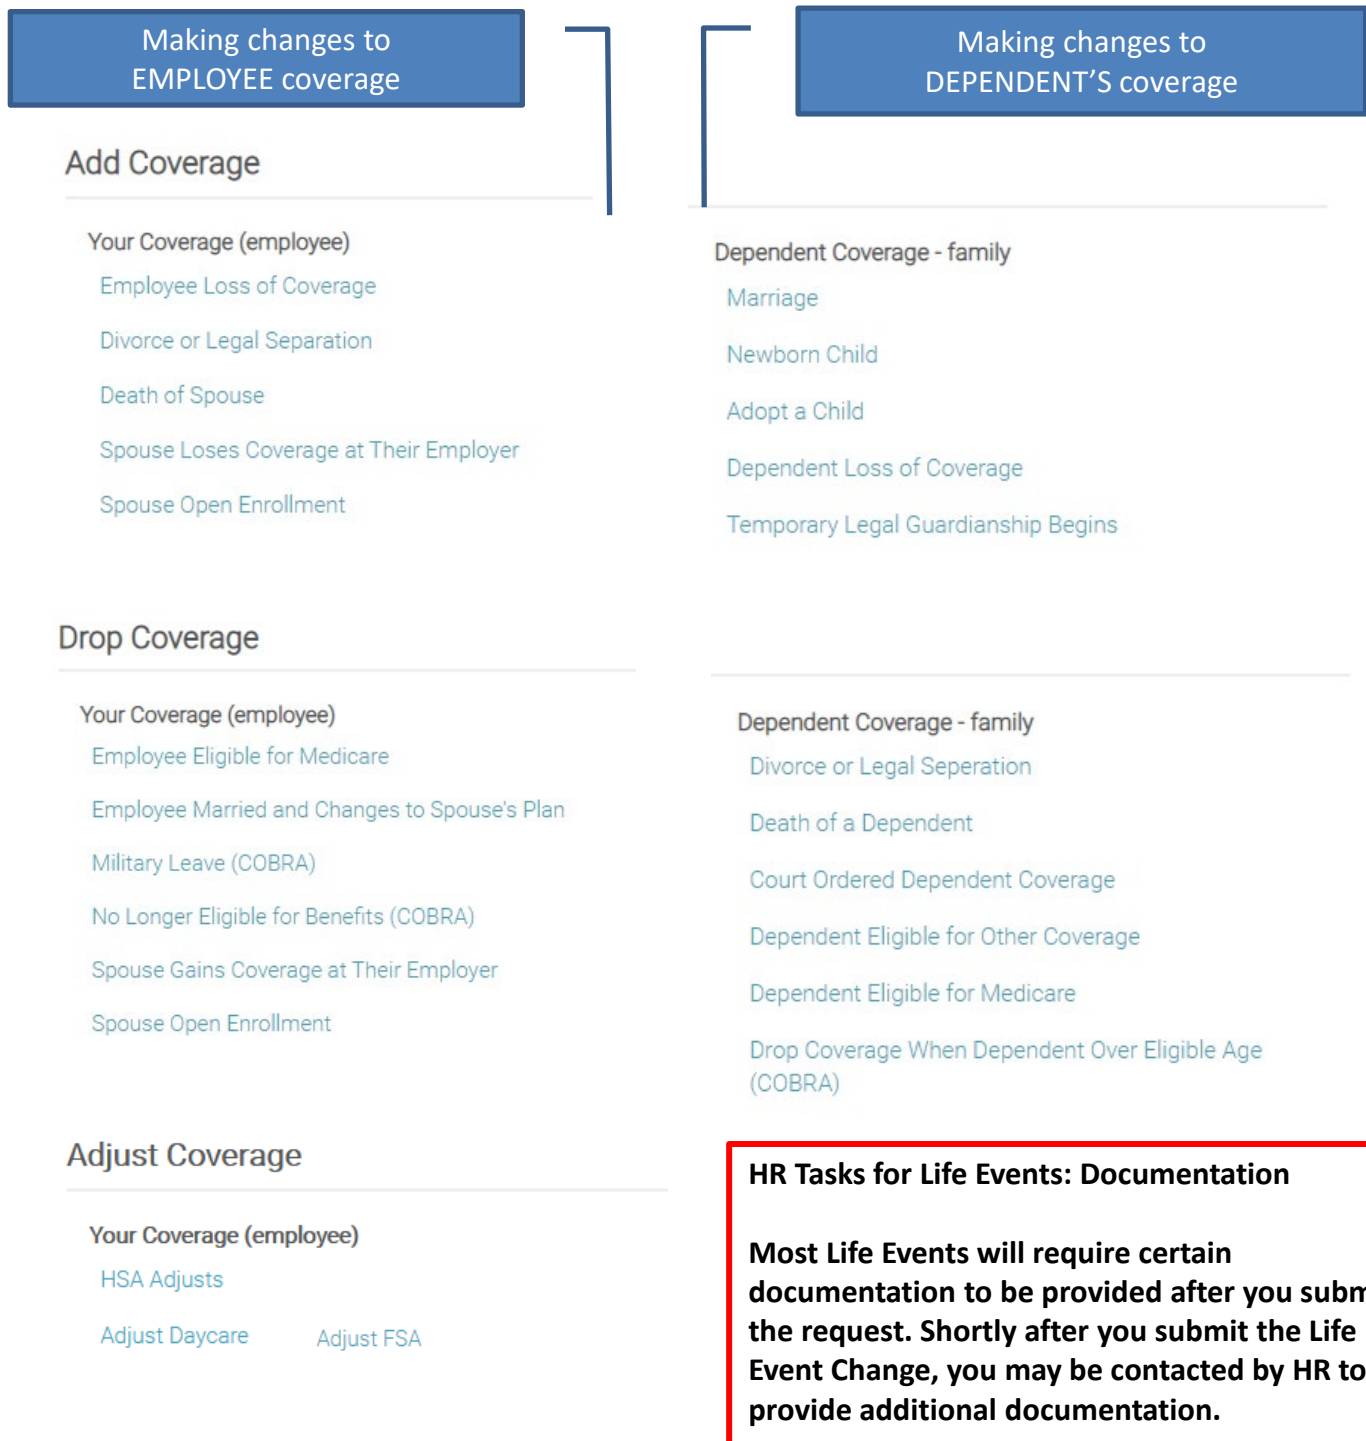 Making changes to
EMPLOYEE coverage
Making changes to
DEPENDENT'S coverage
Add Coverage
Your Coverage (employee)
Employee Loss of Coverage
Divorce or Legal Separation
Death of Spouse
Spouse Loses Coverage at Their Employer
Spouse Open Enrollment
Dependent Coverage - family
Marriage
Newborn Child
Adopt a Child
Dependent Loss of Coverage
Temporary Legal Guardianship Begins
Drop Coverage
Your Coverage (employee)
Employee Eligible for Medicare
Employee Married and Changes to Spouse's Plan
Military Leave (COBRA)
No Longer Eligible for Benefits (COBRA)
Spouse Gains Coverage at Their Employer
Spouse Open Enrollment
Dependent Coverage - family
Divorce or Legal Seperation
Death of a Dependent
Court Ordered Dependent Coverage
Dependent Eligible for Other Coverage
Dependent Eligible for Medicare
Drop Coverage When Dependent Over Eligible Age
(COBRA)
Adjust Coverage
Your Coverage (employee)
HSA Adjusts
Adjust Daycare Adjust FSA
HR Tasks for Life Events: Documentation
Most Life Events will require certain
documentation to be provided after you
the request. Shortly after you submit the Life
Event Change, you may be contacted by HR to
provide additional documentation.